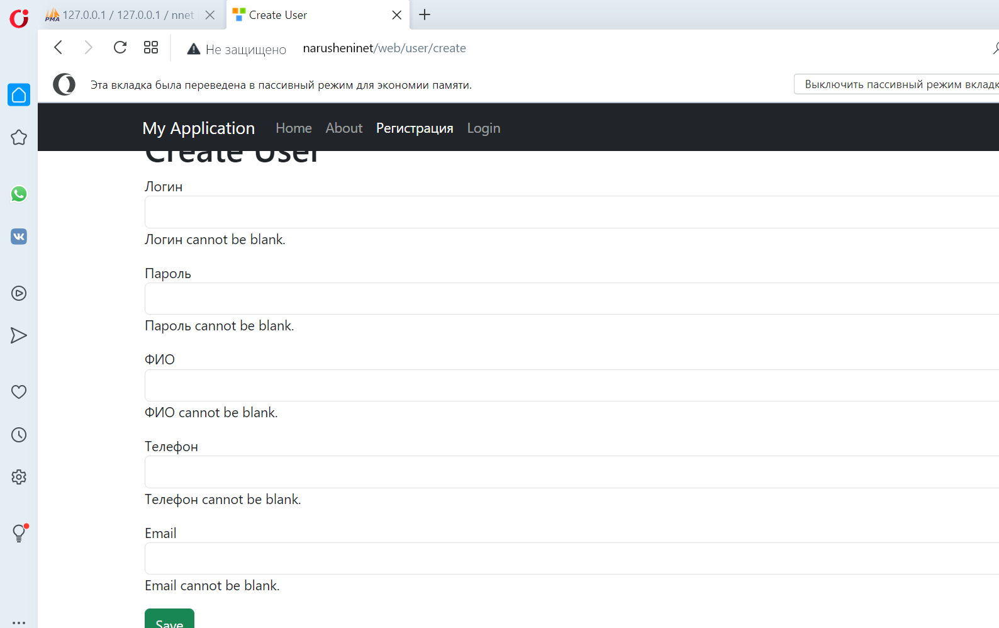 127.0.0.1 / 127.0.0.1 / nnet
Create User
Не защищено narusheninet/web/user/create
Эта вкладка была переведена в пассивный режим для экономии памяти.
Выключить пассивный режим вкладк
My Application Home About Регистрация Login
Create User
Логин
Логин cannot be blank.
Пароль
Пароль cannot be blank.
ФИО
ФИО cannot be blank.
Телефон
Телефон cannot be blank.
Email
Email cannot be blank.
Save